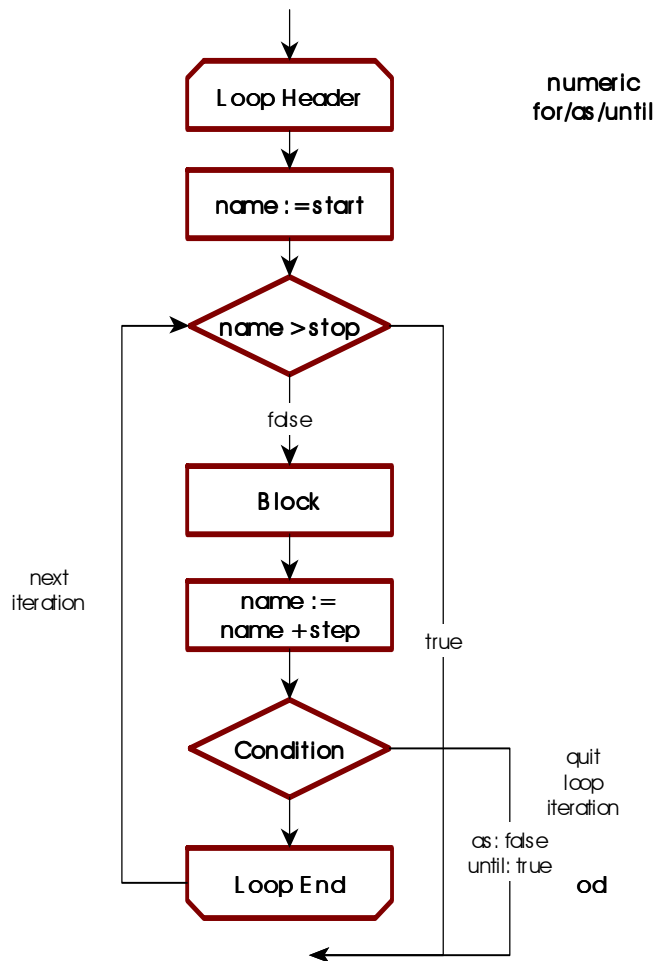 Loop Header
numeric
for/as/until
name :=start
name >stop
false
Block
next
iteration
name :=
name +step
true
Condition
quit
loop
iteration
as: false
until: true
Loop End
od